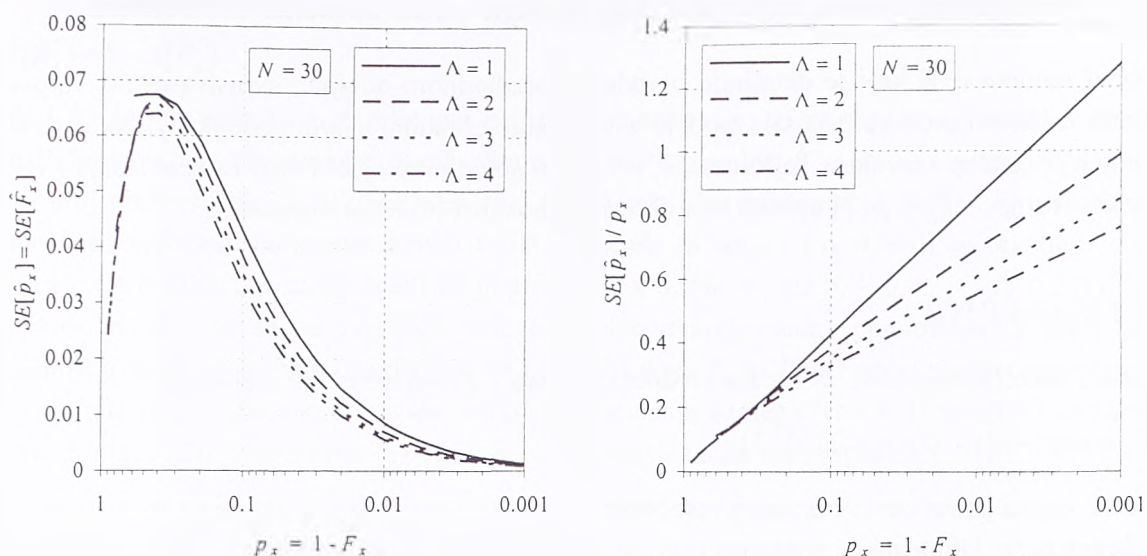 0.08
0.07
0.06
0.05
0.04
0.03
0.02
0.01
0
SE[p̂ₓ] = SE[F̂ₓ]
N = 30
Λ = 1
Λ = 2
Λ = 3
Λ = 4
1
0.1
0.01
0.001
pₓ = 1 - Fₓ
1.4
1.2
1
0.8
0.6
0.4
0.2
0
SE[p̂ₓ] / pₓ
Λ = 1
Λ = 2
Λ = 3
Λ = 4
N = 30
1
0.1
0.01
0.001
pₓ = 1 - Fₓ